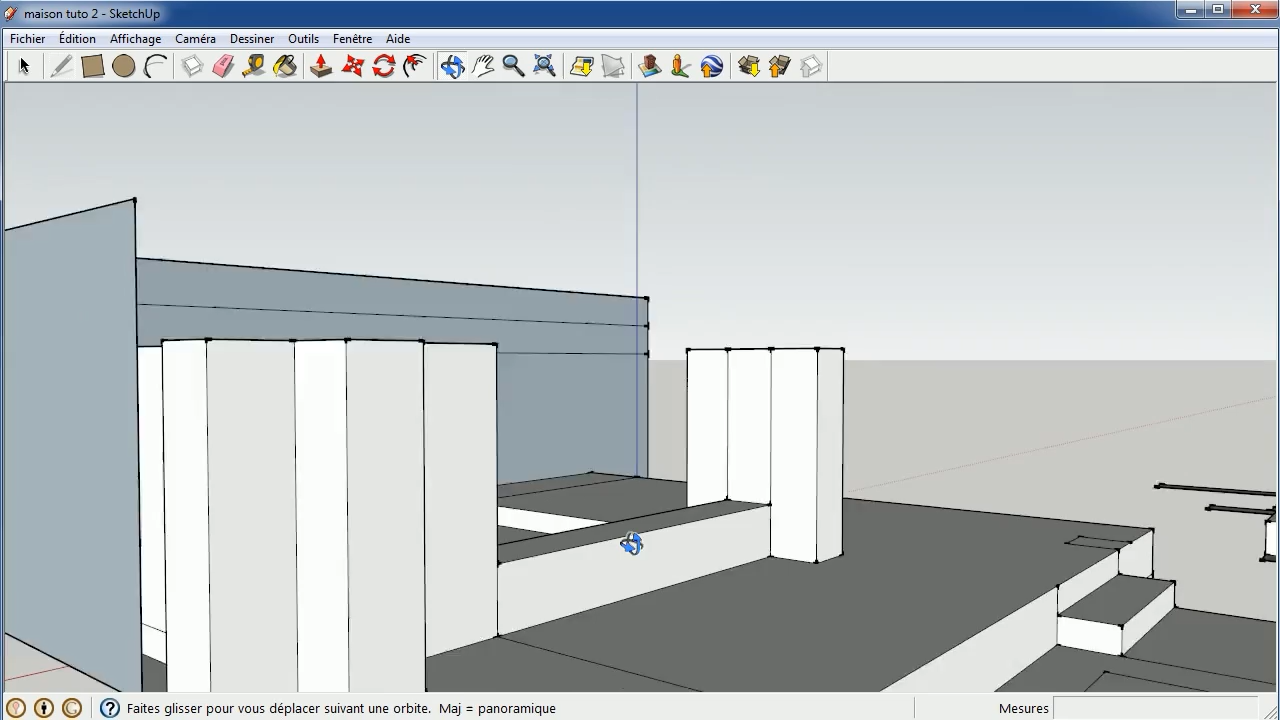 maison tuto 2 - SketchUp
Fichier Édition Affichage Caméra Dessiner Outils Fenêtre Aide
Faites glisser pour vous déplacer suivant une orbite. Maj = panoramique
Mesures